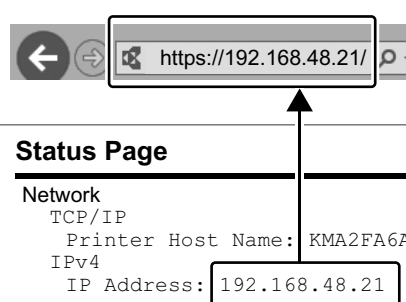 https://192.168.48.21/
Status Page
Network
TCP/IP
Printer Host Name: KMA2FA6A
IPv4
IP Address: 192.168.48.21